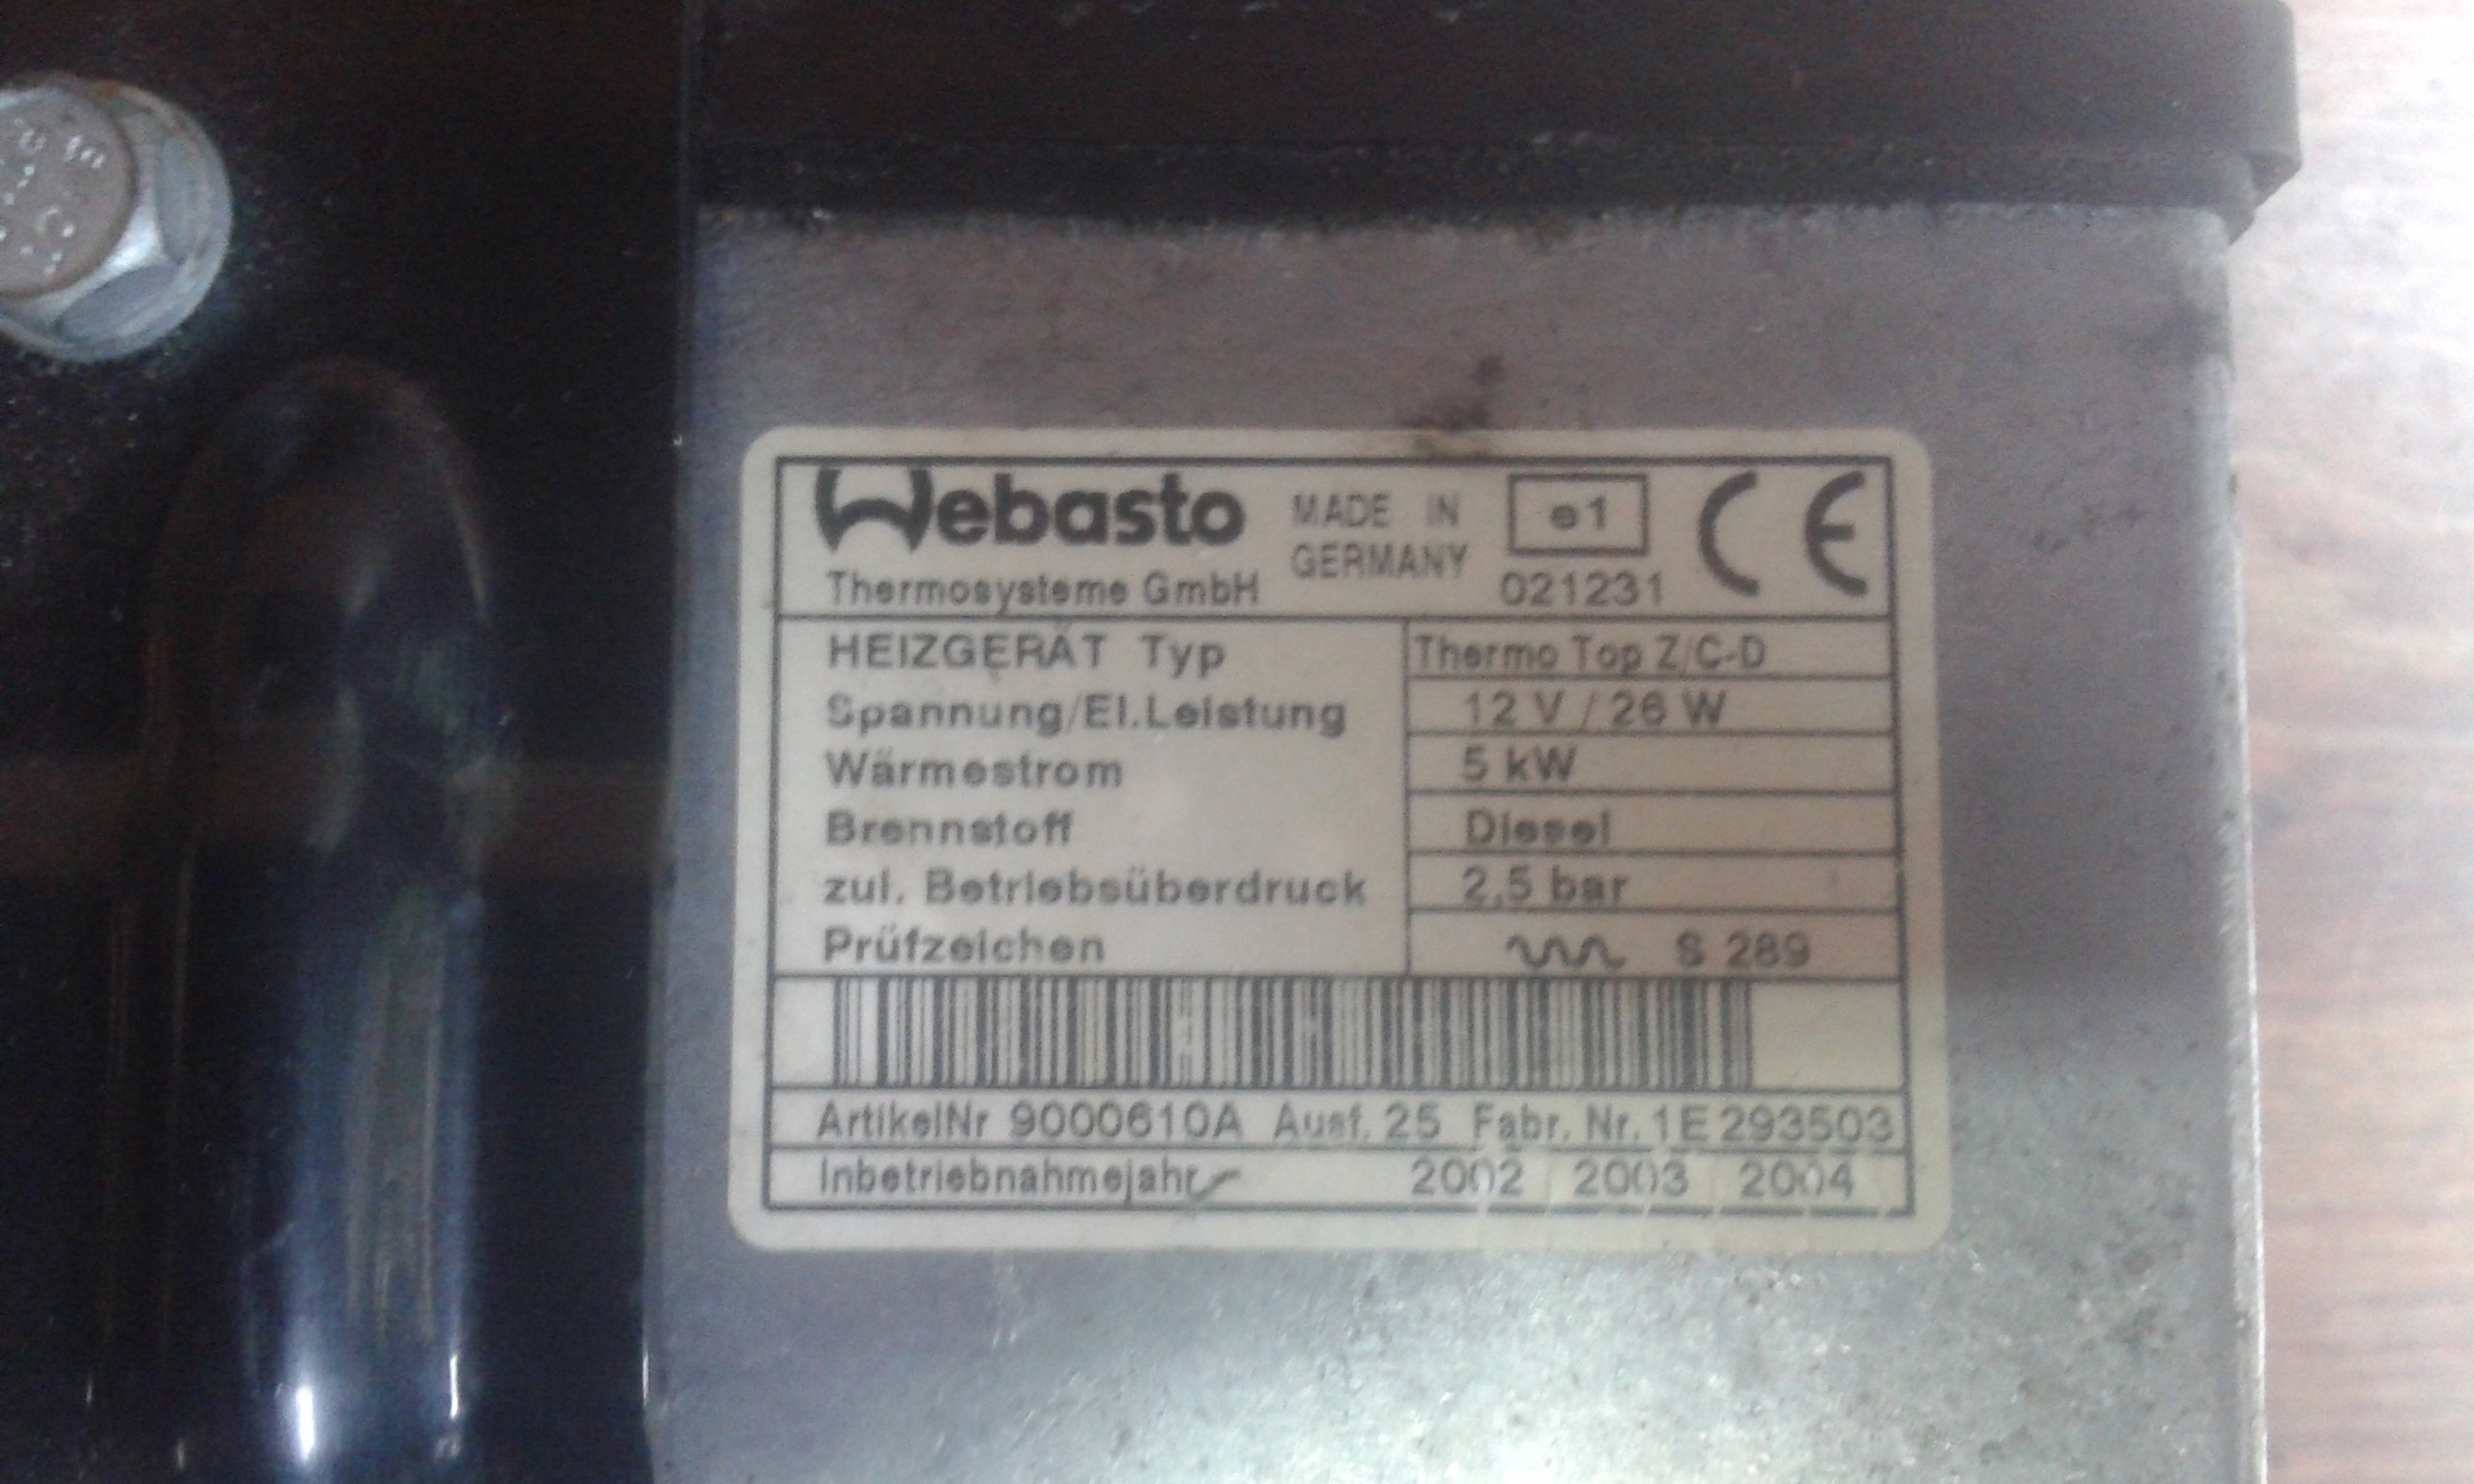 Webasto
Thermosysteme GmbH
MADE IN
GERMANY
e1
021231
CE
HEIZGERÄT Typ Thermo Top Z/C-D
Spannung/El.Leistung 12 V / 26 W
Wärmestrom 5 kW
Brennstoff Diesel
zul. Betriebsüberdruck 2,5 bar
Prüfzeichen S 289
ArtikelNr 9000610A Ausf. 25 Fabr. Nr. 1E293503
Inbetriebnahmejahr 2002 2003 2004